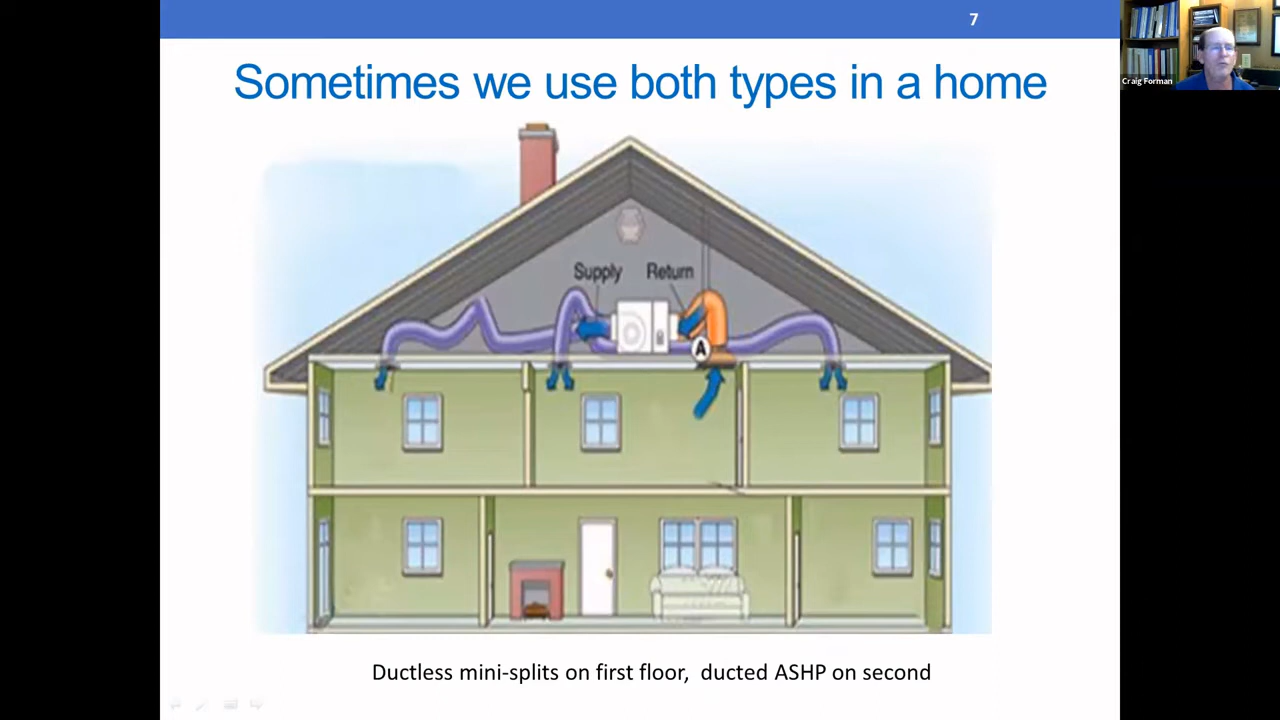 7
Craig Forman
Sometimes we use both types in a home
Supply Return
A
Ductless mini-splits on first floor, ducted ASHP on second